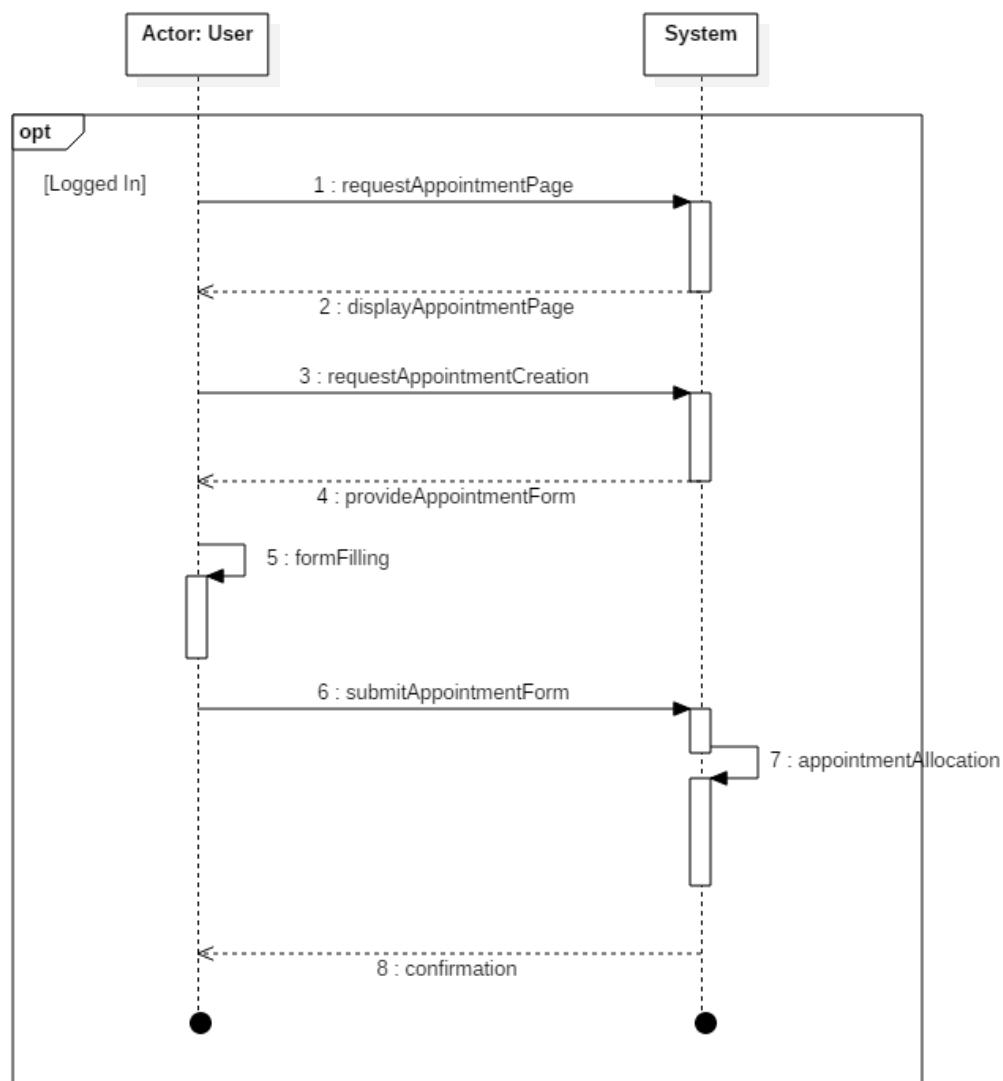 Actor: User
System
opt
[Logged In]
1 : requestAppointmentPage
2 : displayAppointmentPage
3 : requestAppointmentCreation
4 : provideAppointmentForm
5 : formFilling
6 : submitAppointmentForm
7 : appointmentAllocation
8 : confirmation